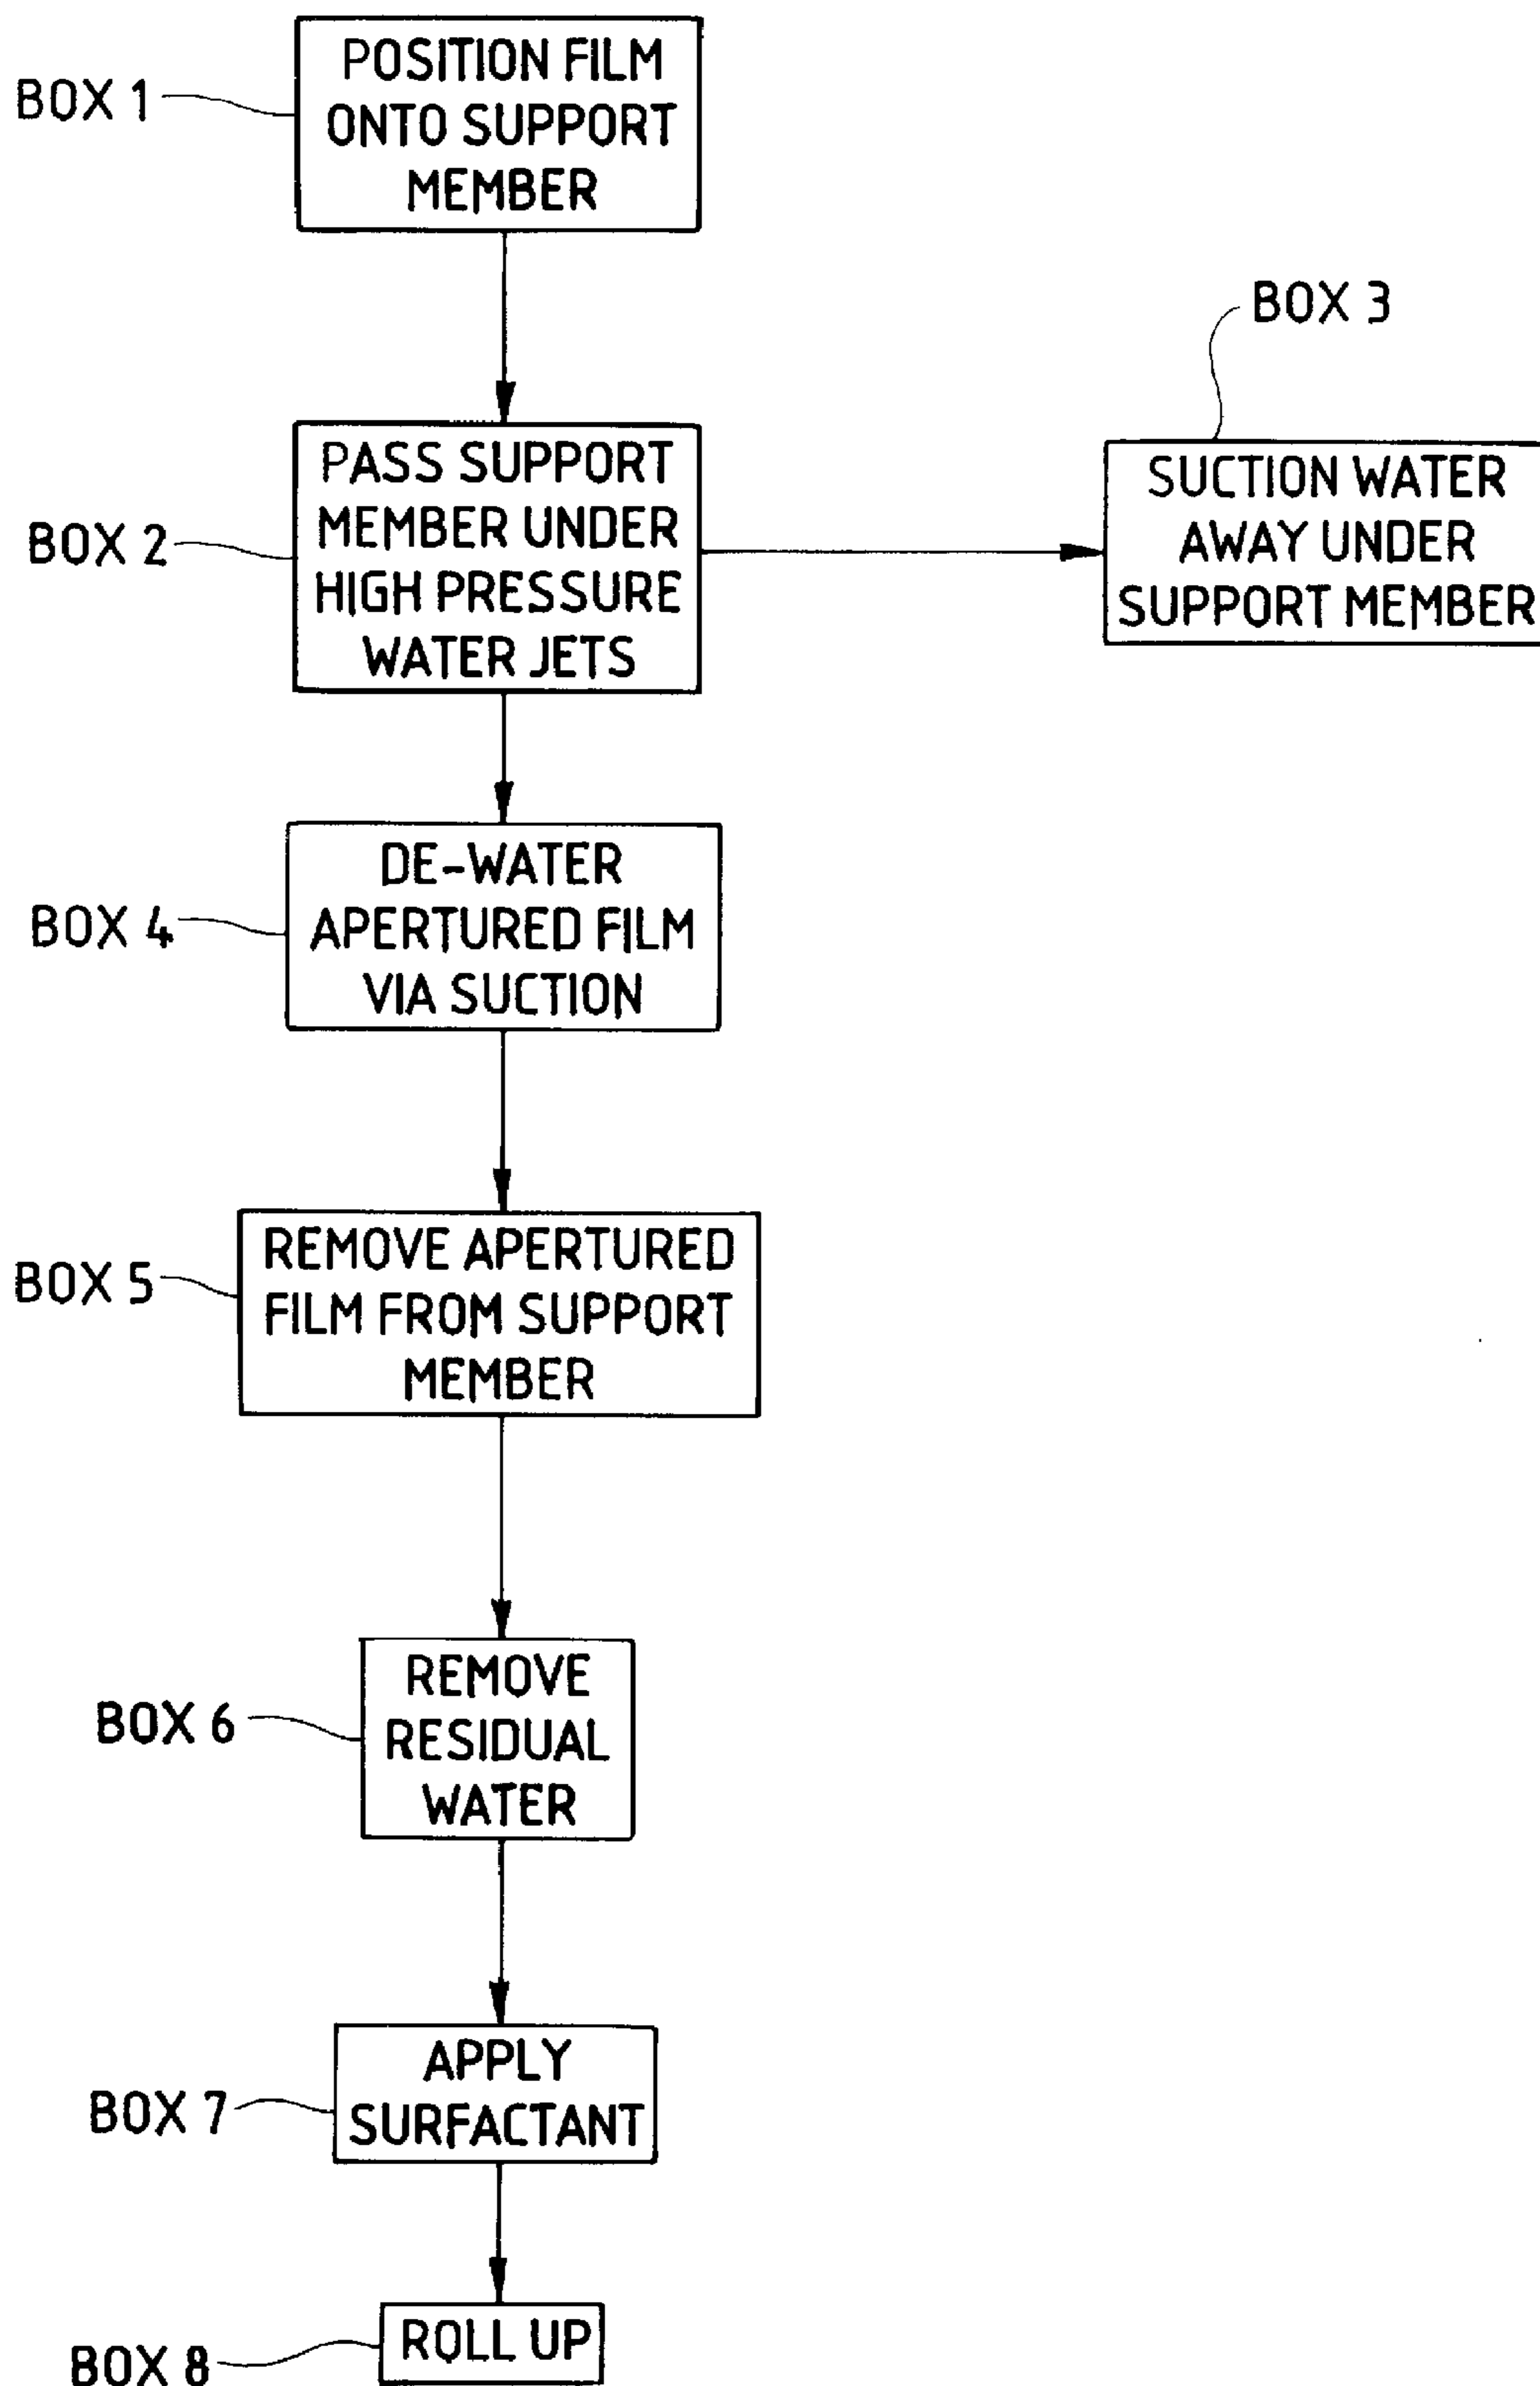 BOX 1
POSITION FILM
ONTO SUPPORT
MEMBER
BOX 2
PASS SUPPORT
MEMBER UNDER
HIGH PRESSURE
WATER JETS
BOX 3
SUCTION WATER
AWAY UNDER
SUPPORT MEMBER
BOX 4
DE-WATER
APERTURED FILM
VIA SUCTION
BOX 5
REMOVE APERTURED
FILM FROM SUPPORT
MEMBER
BOX 6
REMOVE
RESIDUAL
WATER
BOX 7
APPLY
SURFACTANT
BOX 8
ROLL UP